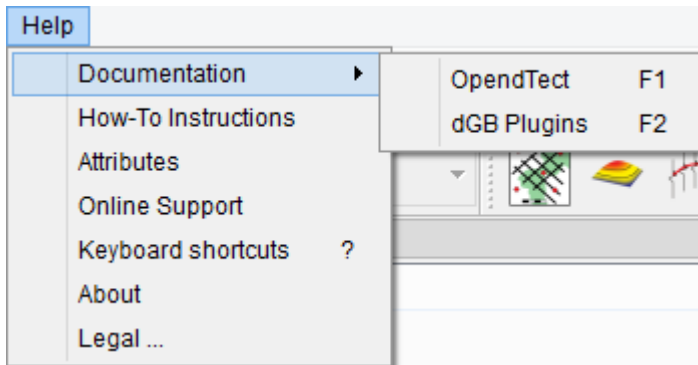 Help
Documentation
OpendTect F1
dGB Plugins F2
How-To Instructions
Attributes
Online Support
Keyboard shortcuts ?
About
Legal ...